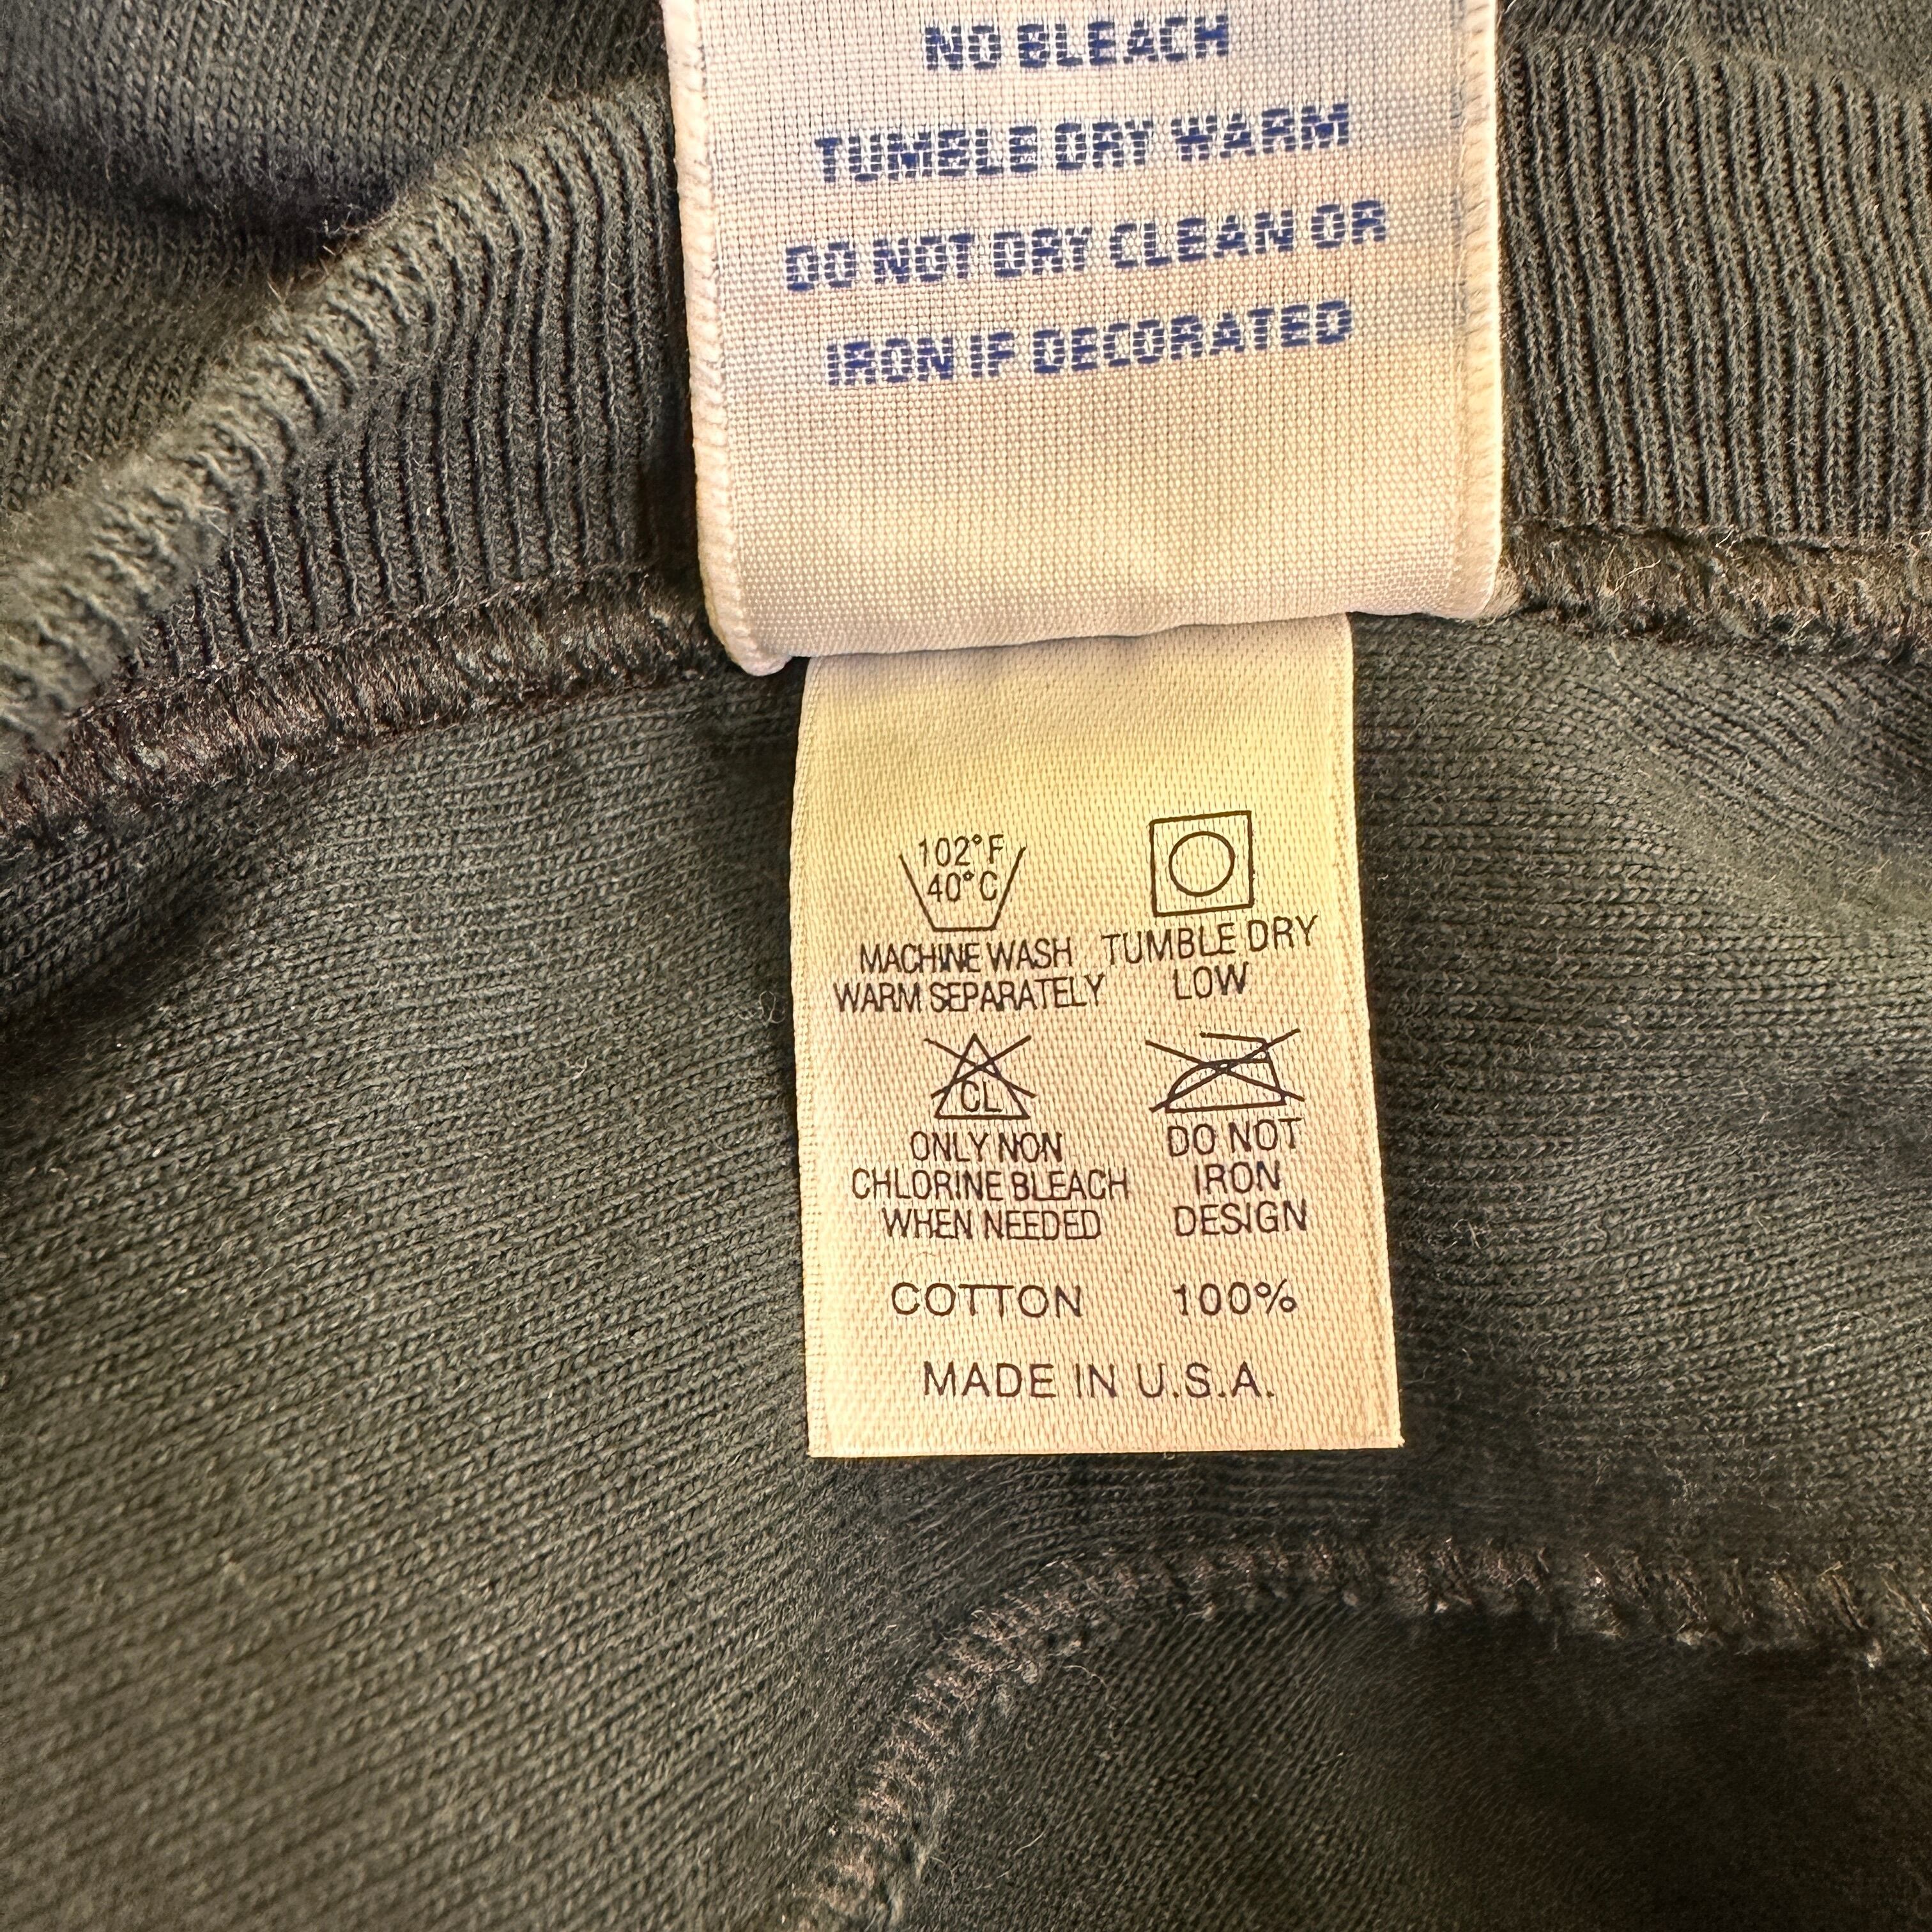 NO BLEACH
TUMBLE DRY WARM
DO NOT DRY CLEAN OR
IRON IF DECORATED
102°F
40°C
MACHINE WASH
WARM SEPARATELY
TUMBLE DRY
LOW
CL
ONLY NON
CHLORINE BLEACH
WHEN NEEDED
DO NOT
IRON
DESIGN
COTTON 100%
MADE IN U.S.A.